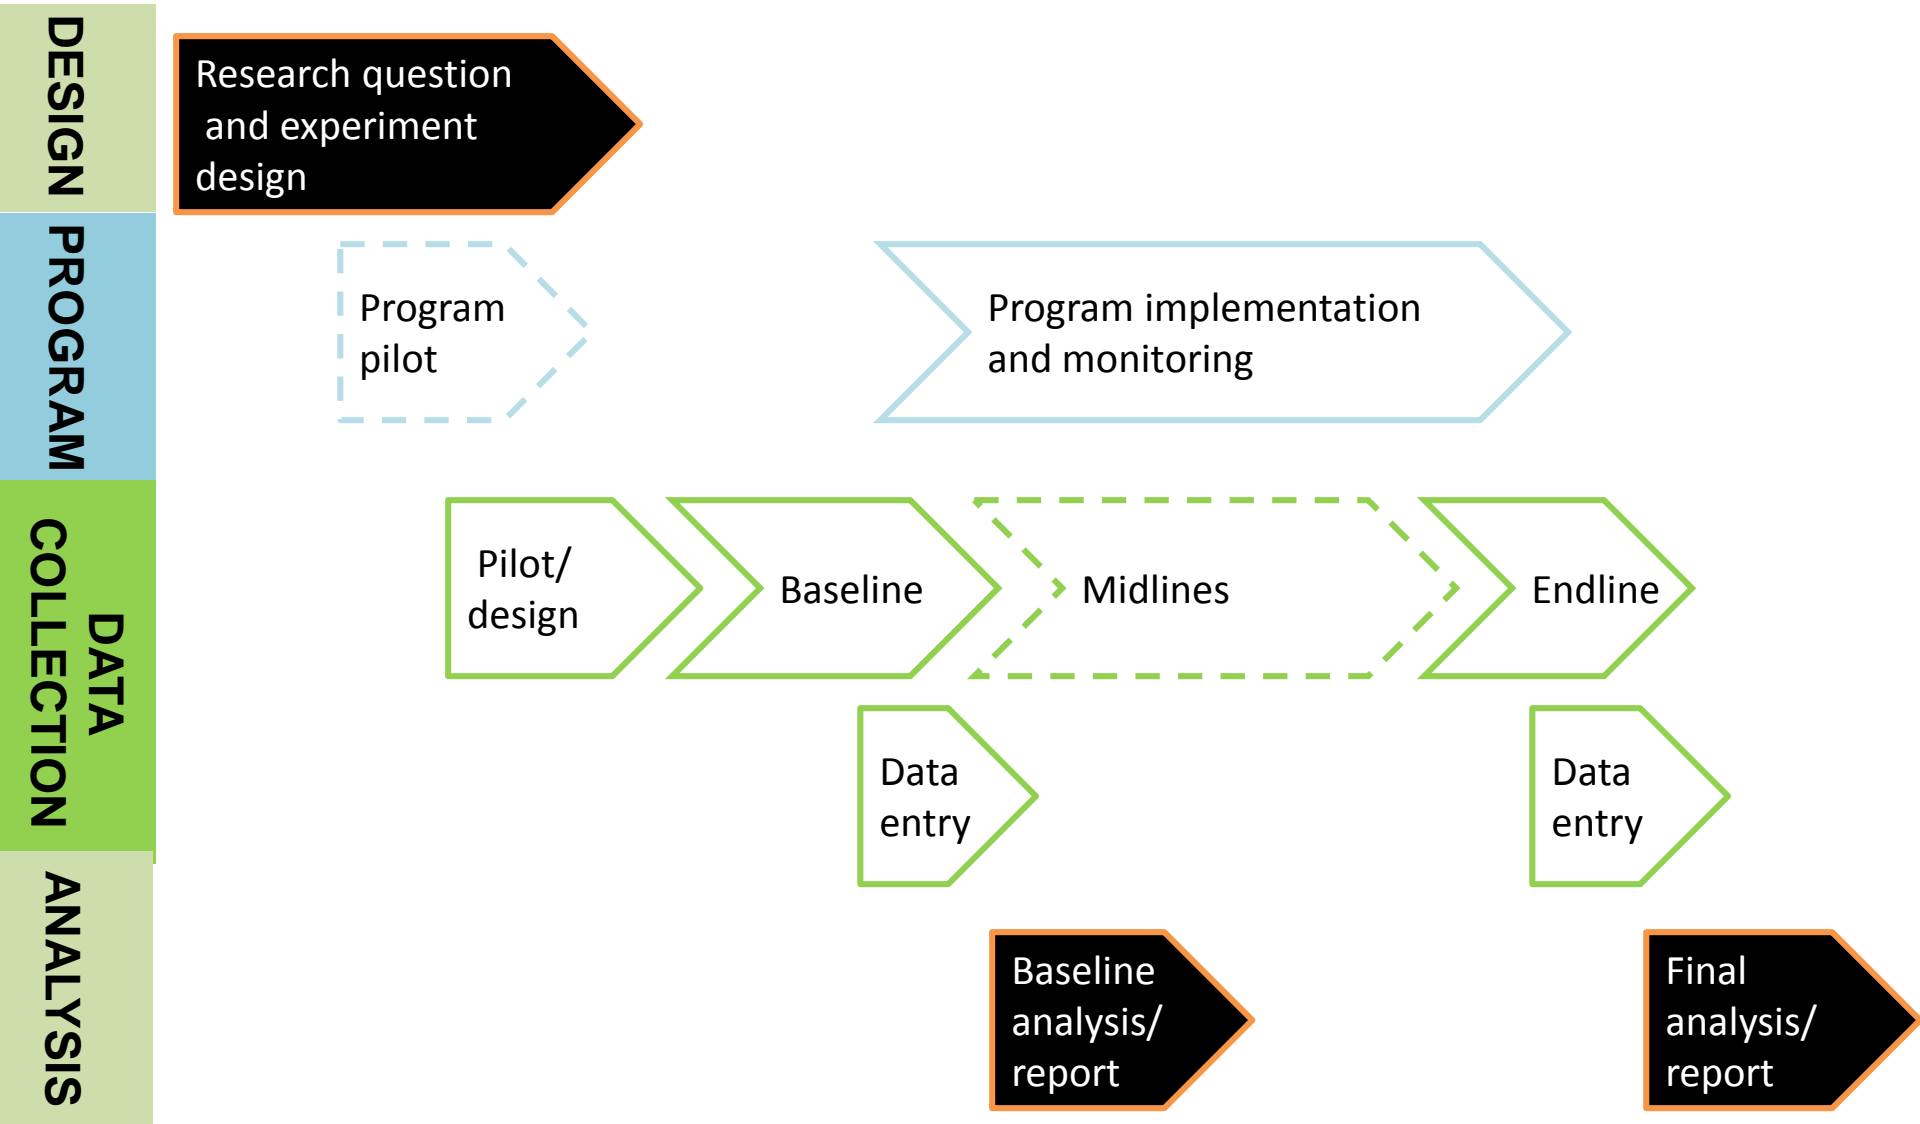 DESIGN
Research question
and experiment
design
PROGRAM
Program
pilot
Program implementation
and monitoring
DATA
COLLECTION
Pilot/
design
Baseline
Midlines
Endline
Data
entry
Data
entry
ANALYSIS
Baseline
analysis/
report
Final
analysis/
report